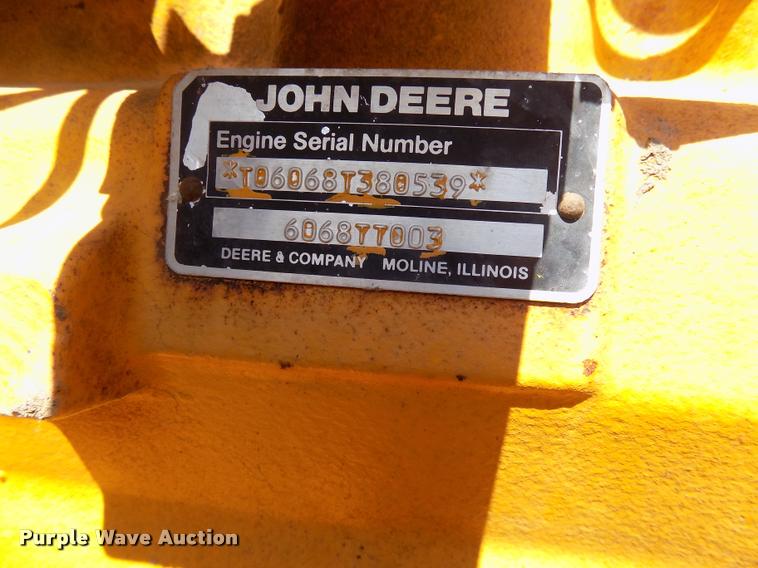 JOHN DEERE
Engine Serial Number
*T06068T380539*
6068TT003
DEERE & COMPANY MOLINE, ILLINOIS
Purple Wave Auction